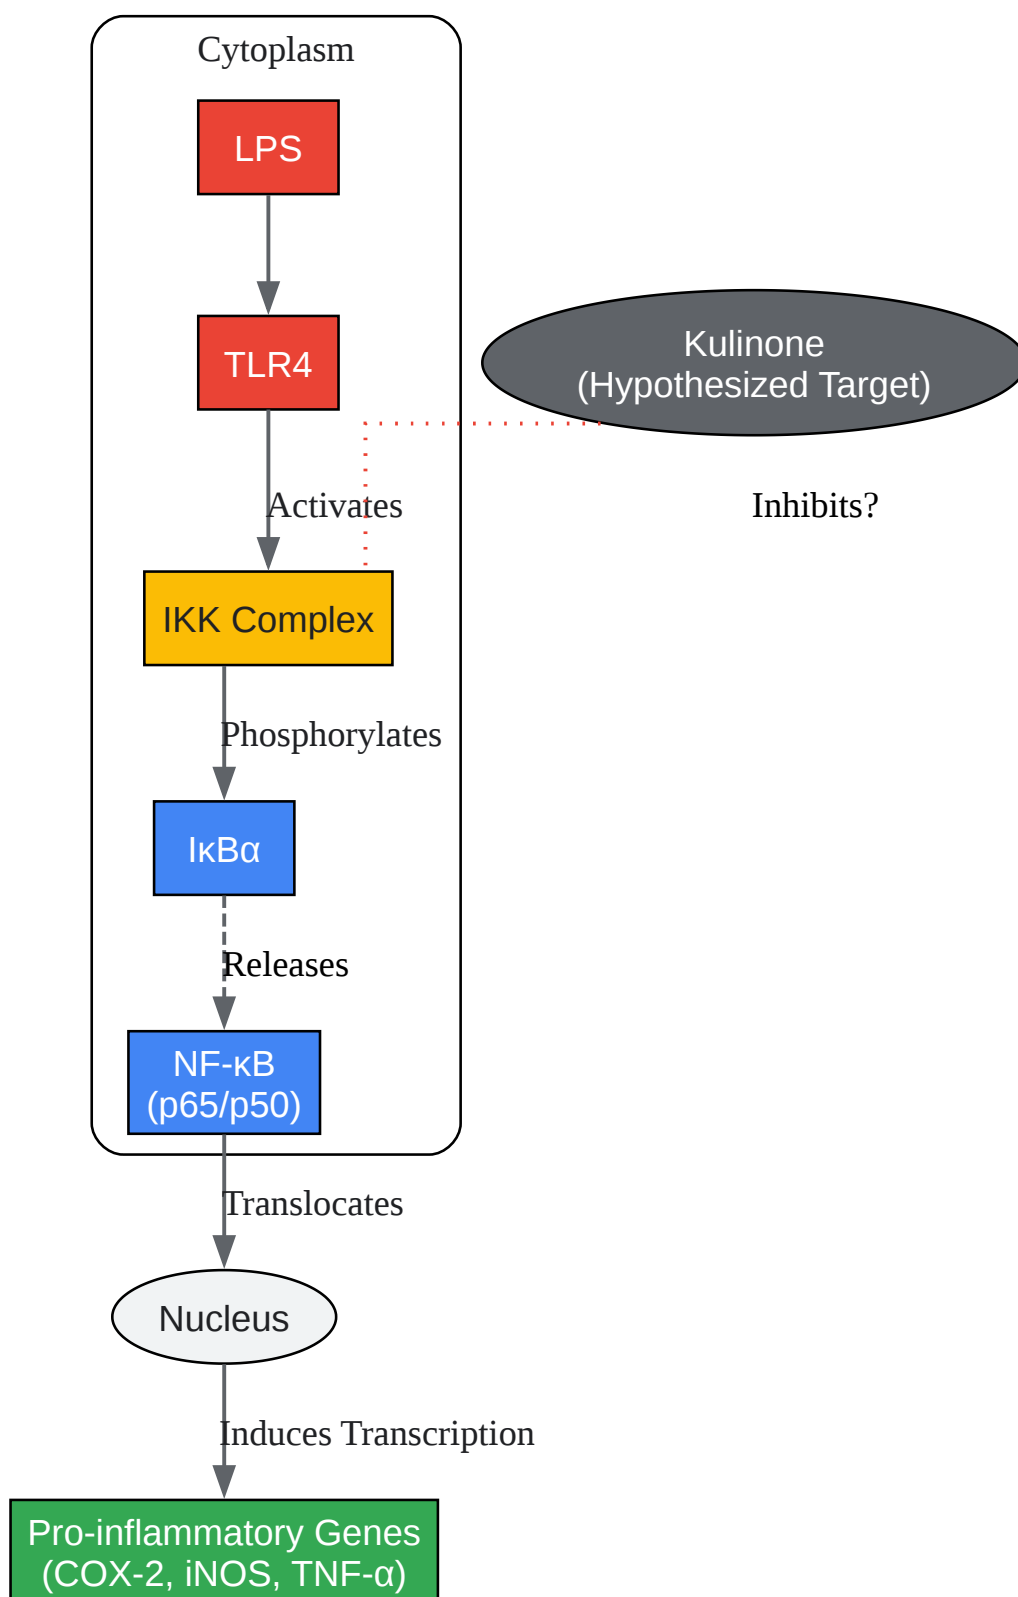 Cytoplasm
LPS
TLR4
Kulinone
(Hypothesized Target)
Activates
Inhibits?
IKK Complex
Phosphorylates
IκBα
Releases
NF-κB
(p65/p50)
Translocates
Nucleus
Induces Transcription
Pro-inflammatory Genes
(COX-2, iNOS, TNF-α)